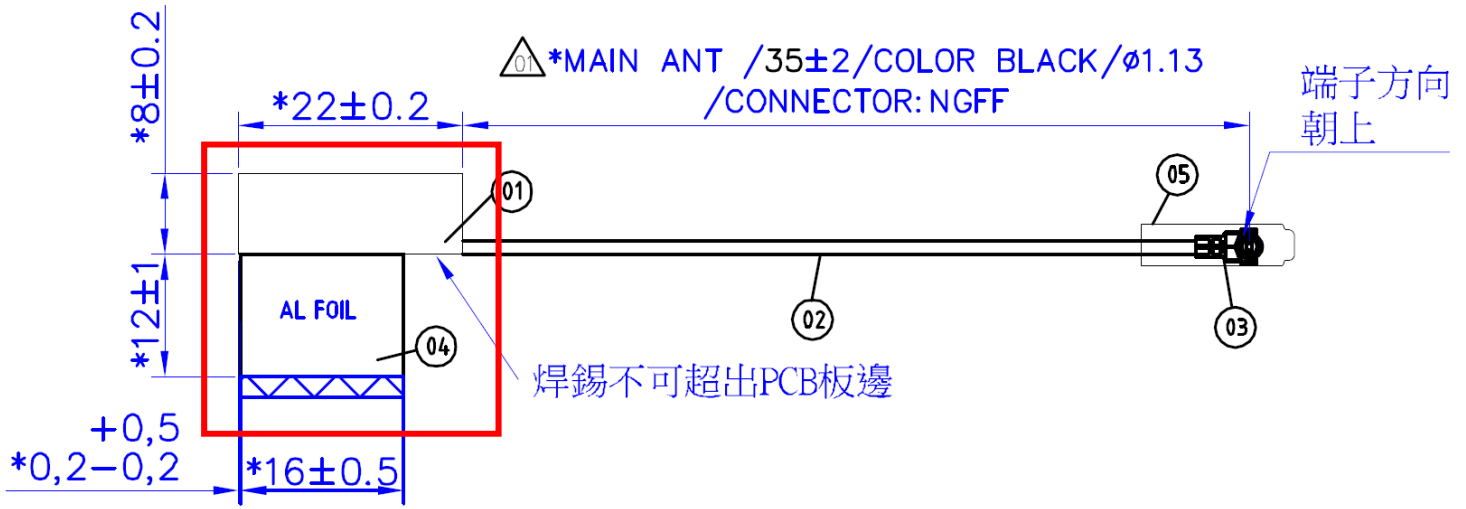 *8±0.2
*22±0.2
01 *MAIN ANT /35±2/COLOR BLACK/ø1.13
/CONNECTOR:NGFF
端子方向
朝上
01
05
*12±1
AL FOIL
04
02
03
焊錫不可超出PCB板邊
+0,5
*0,2-0,2
*16±0.5